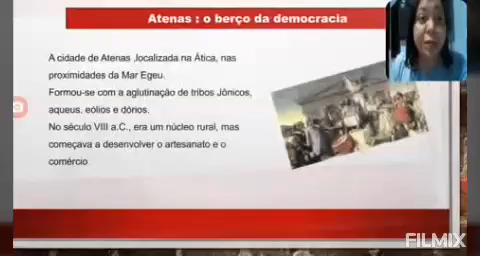 Atenas : o berço da democracia
A cidade de Atenas ,localizada na Ática, nas
proximidades da Mar Egeu.
Formou-se com a aglutinação de tribos Jônicos,
aqueus, eólios e dórios.
No século VIII a.C., era um núcleo rural, mas
começava a desenvolver o artesanato e o
comércio
FILMIX